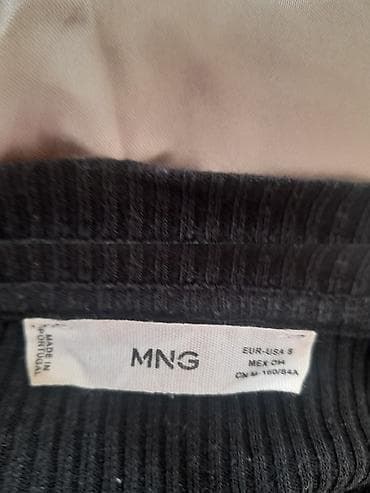 MADE IN
PORTUGAL
MNG
EUR-USA S
MEX CH
CN M-160/84A